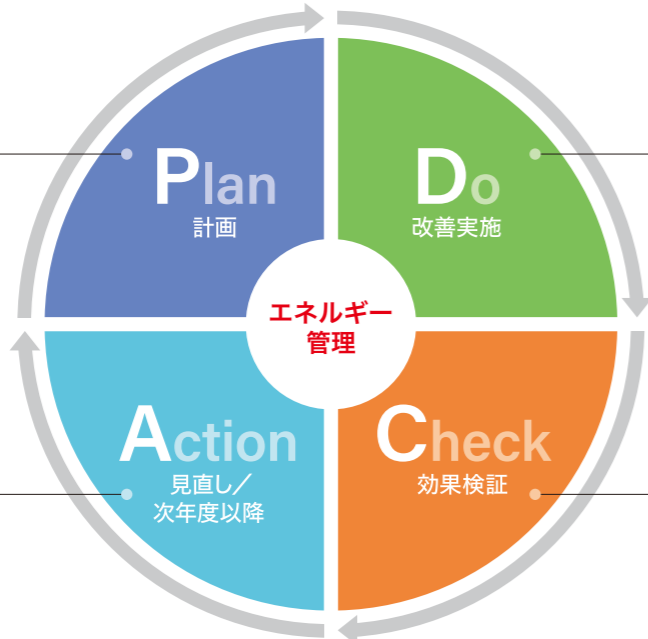 Plan
計画
Do
改善実施
エネルギー
管理
Action
見直し／
次年度以降
Check
効果検証